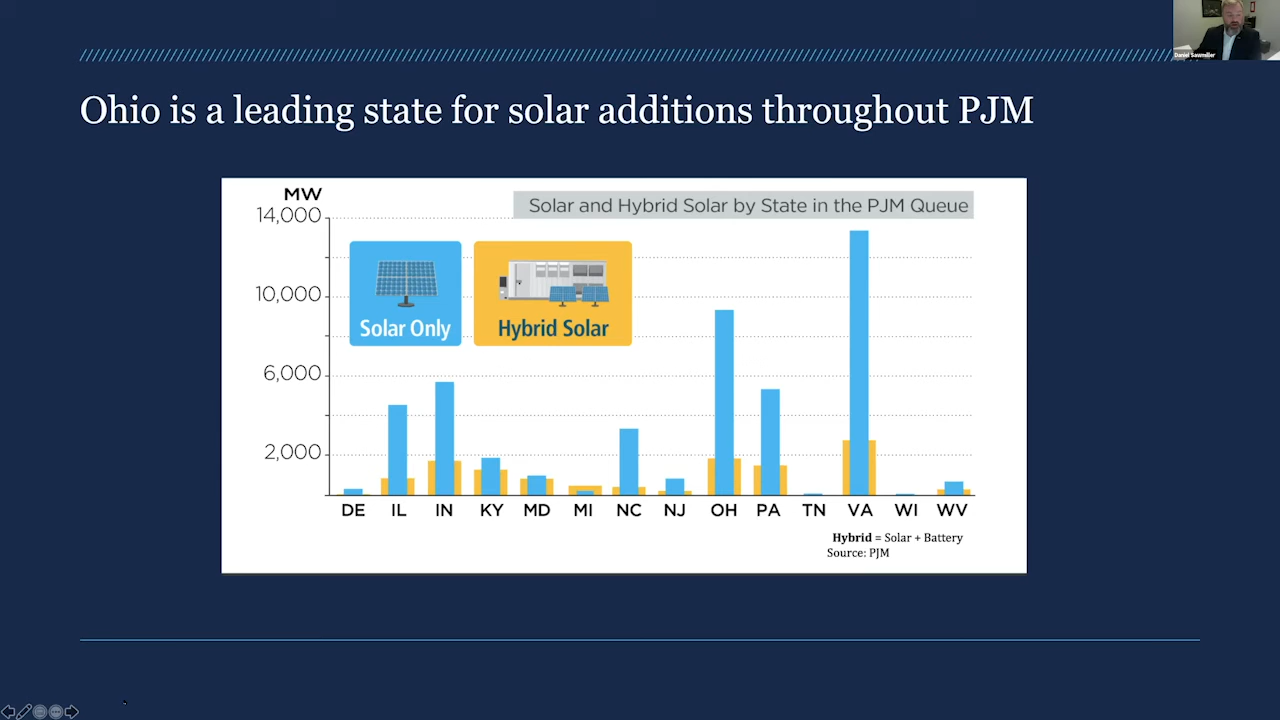 Daniel Sawmiller
Ohio is a leading state for solar additions throughout PJM
MW
Solar and Hybrid Solar by State in the PJM Queue
14,000
10,000
6,000
2,000
Solar Only
Hybrid Solar
DE IL IN KY MD MI NC NJ OH PA TN VA WI WV
Hybrid = Solar + Battery
Source: PJM